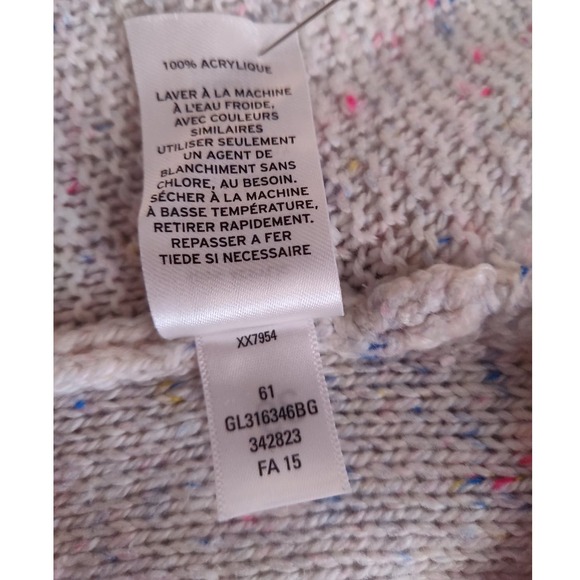 100% ACRYLIQUE
LAVER À LA MACHINE
À L'EAU FROIDE,
AVEC COULEURS
SIMILAIRES
UTILISER SEULEMENT
UN AGENT DE
BLANCHIMENT SANS
CHLORE, AU BESOIN.
SÉCHER À LA MACHINE
À BASSE TEMPÉRATURE,
RETIRER RAPIDEMENT.
REPASSER A FER
TIEDE SI NECESSAIRE
XX7954
61
GL316346BG
342823
FA 15